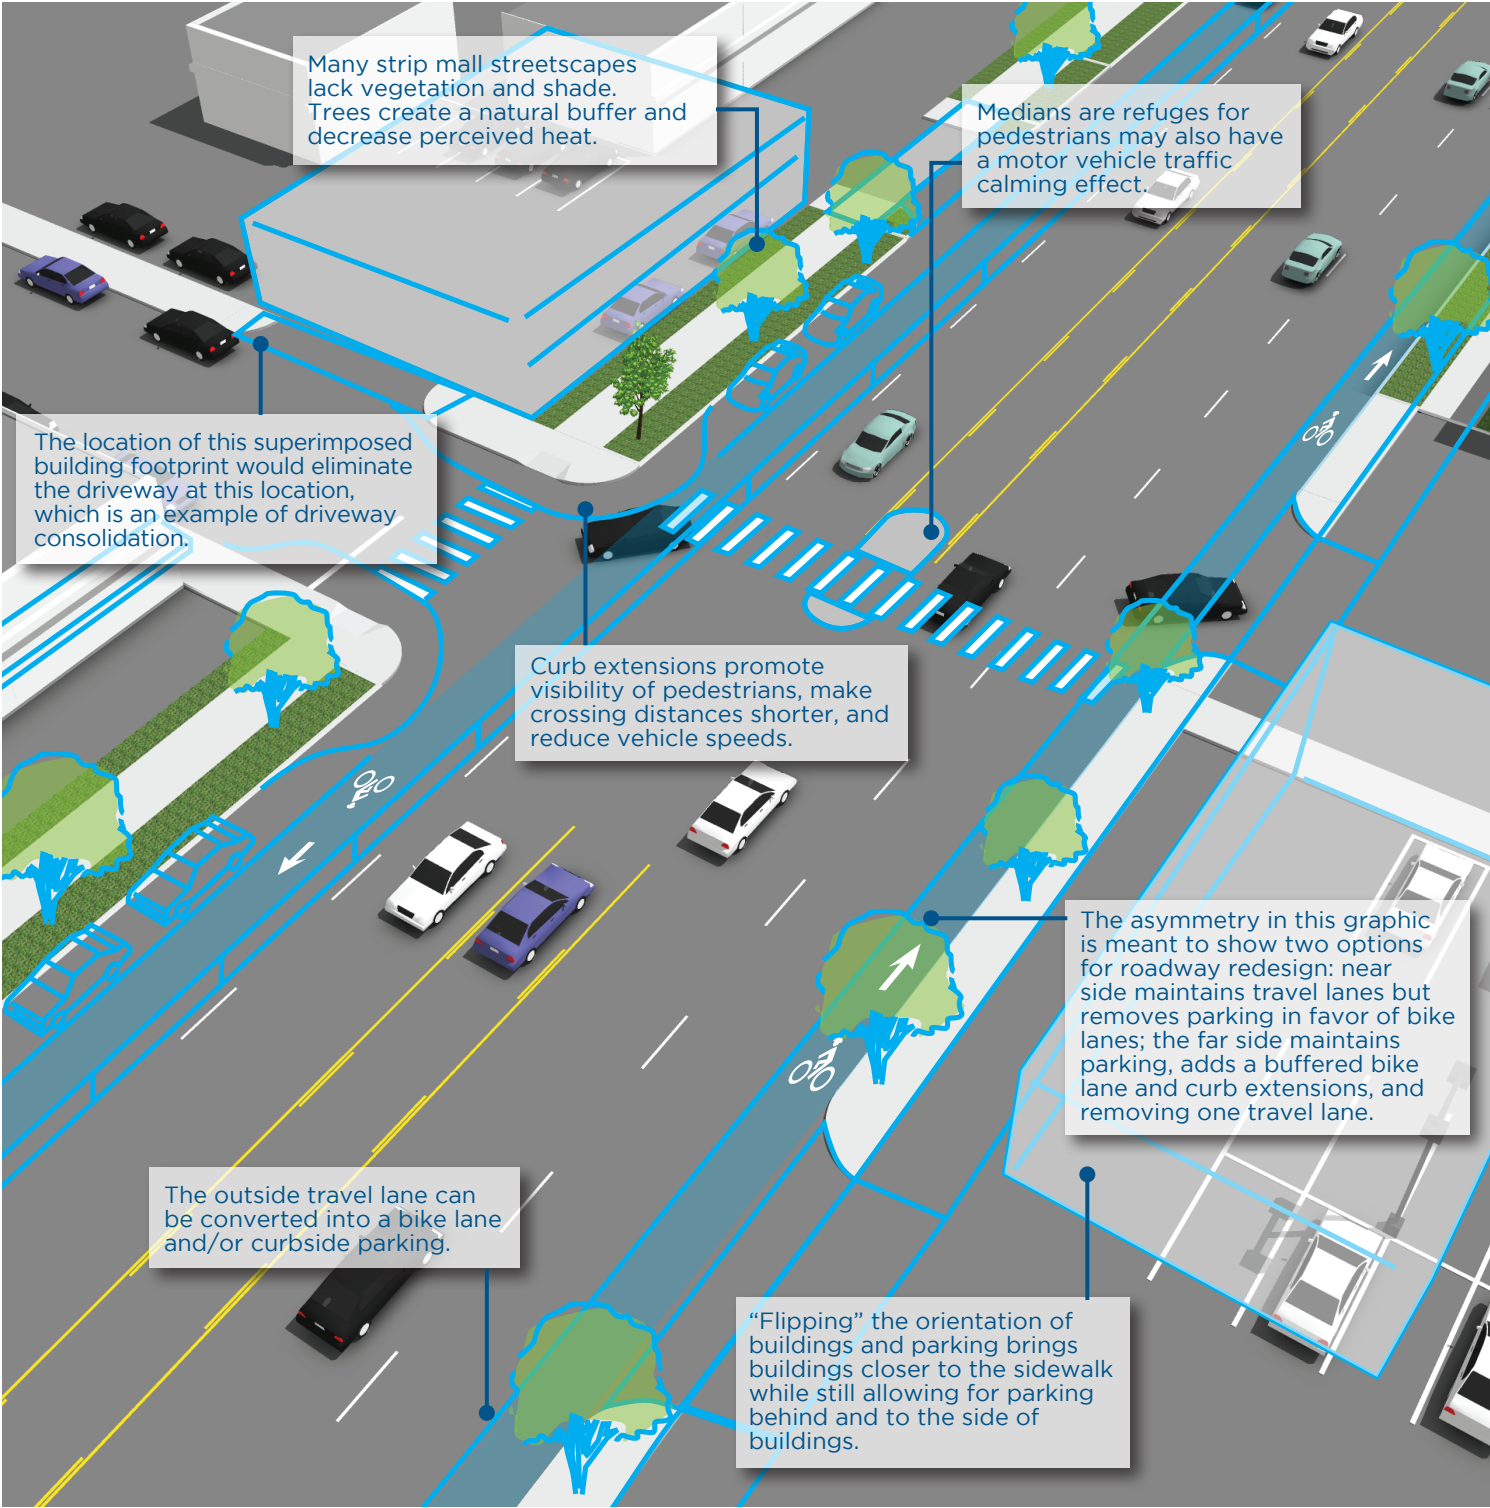 Many strip mall streetscapes
lack vegetation and shade.
Trees create a natural buffer and
decrease perceived heat.
Medians are refuges for
pedestrians may also have
a motor vehicle traffic
calming effect.
The location of this superimposed
building footprint would eliminate
the driveway at this location,
which is an example of driveway
consolidation.
Curb extensions promote
visibility of pedestrians, make
crossing distances shorter, and
reduce vehicle speeds.
The asymmetry in this graphic
is meant to show two options
for roadway redesign: near
side maintains travel lanes but
removes parking in favor of bike
lanes; the far side maintains
parking, adds a buffered bike
lane and curb extensions, and
removing one travel lane.
The outside travel lane can
be converted into a bike lane
and/or curbside parking.
“Flipping” the orientation of
buildings and parking brings
buildings closer to the sidewalk
while still allowing for parking
behind and to the side of
buildings.